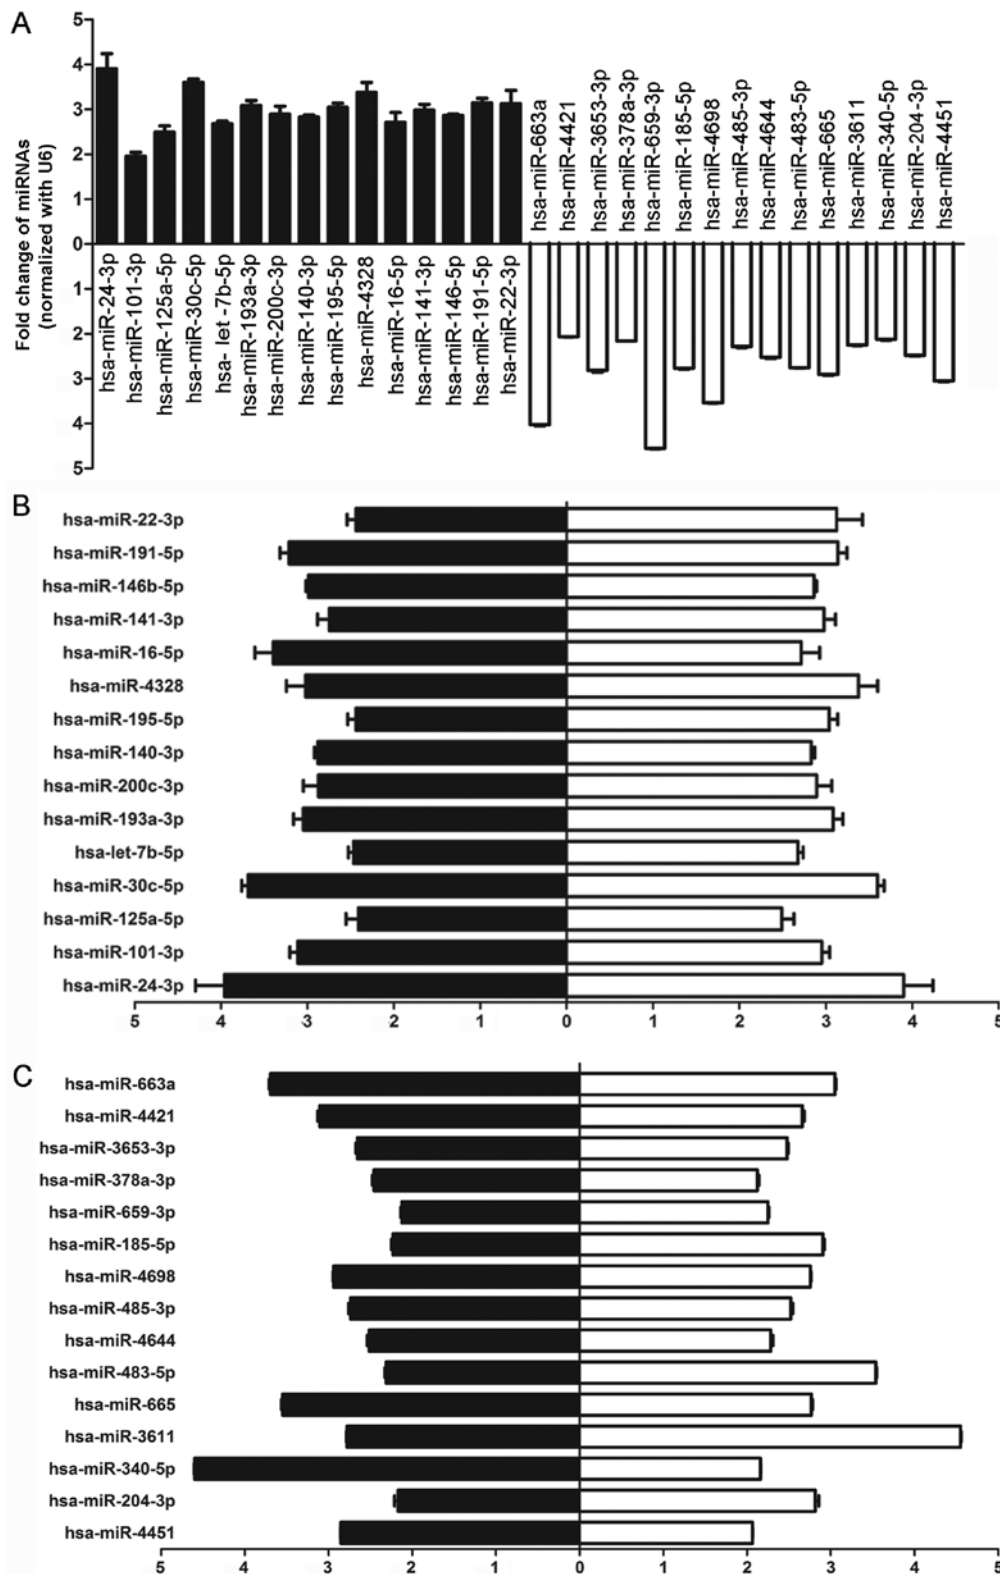 A
Fold change of miRNAs
(normalized with U6)
5
4
3
2
1
0
1
2
3
4
5
hsa-miR-24-3p
hsa-miR-101-3p
hsa-miR-125a-5p
hsa-miR-30c-5p
hsa- let -7b-5p
hsa-miR-193a-3p
hsa-miR-200c-3p
hsa-miR-140-3p
hsa-miR-195-5p
hsa-miR-4328
hsa-miR-16-5p
hsa-miR-141-3p
hsa-miR-146-5p
hsa-miR-191-5p
hsa-miR-22-3p
hsa-miR-663a
hsa-miR-4421
hsa-miR-3653-3p
hsa-miR-378a-3p
hsa-miR-659-3p
hsa-miR-185-5p
hsa-miR-4698
hsa-miR-485-3p
hsa-miR-4644
hsa-miR-483-5p
hsa-miR-665
hsa-miR-3611
hsa-miR-340-5p
hsa-miR-204-3p
hsa-miR-4451
B
hsa-miR-22-3p
hsa-miR-191-5p
hsa-miR-146b-5p
hsa-miR-141-3p
hsa-miR-16-5p
hsa-miR-4328
hsa-miR-195-5p
hsa-miR-140-3p
hsa-miR-200c-3p
hsa-miR-193a-3p
hsa-let-7b-5p
hsa-miR-30c-5p
hsa-miR-125a-5p
hsa-miR-101-3p
hsa-miR-24-3p
5 4 3 2 1 0 1 2 3 4 5
C
hsa-miR-663a
hsa-miR-4421
hsa-miR-3653-3p
hsa-miR-378a-3p
hsa-miR-659-3p
hsa-miR-185-5p
hsa-miR-4698
hsa-miR-485-3p
hsa-miR-4644
hsa-miR-483-5p
hsa-miR-665
hsa-miR-3611
hsa-miR-340-5p
hsa-miR-204-3p
hsa-miR-4451
5 4 3 2 1 0 1 2 3 4 5